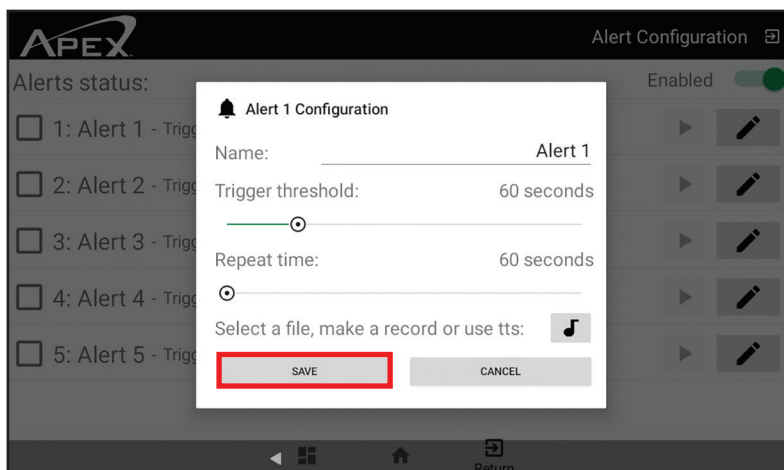 APEX
Alert Configuration
Alerts status:
Enabled
Alert 1 Configuration
1: Alert 1 - Trigg
Name: Alert 1
2: Alert 2 - Trigg
Trigger threshold: 60 seconds
3: Alert 3 - Trigg
Repeat time: 60 seconds
4: Alert 4 - Trigg
Select a file, make a record or use tts:
5: Alert 5 - Trigg
SAVE CANCEL
Return